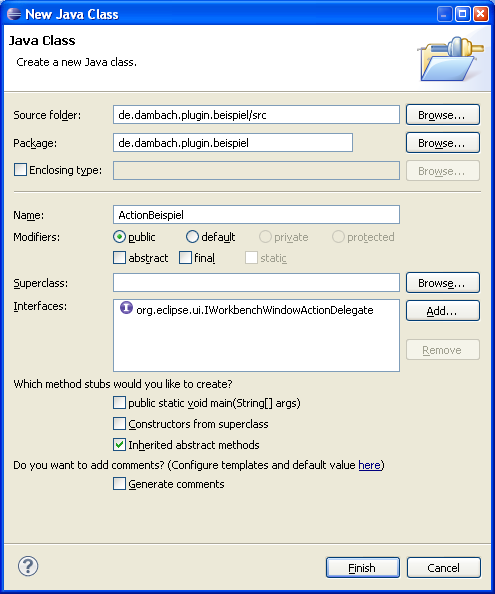 New Java Class
Java Class
Create a new Java class.
Source folder: de.dambach.plugin.beispiel/src Browse...
Package: de.dambach.plugin.beispiel Browse...
Enclosing type: Browse...
Name: ActionBeispiel
Modifiers: public default private protected
abstract final static
Superclass: Browse...
Interfaces: org.eclipse.ui.IWorkbenchWindowActionDelegate Add...
Remove
Which method stubs would you like to create?
public static void main(String[] args)
Constructors from superclass
Inherited abstract methods
Do you want to add comments? (Configure templates and default value here)
Generate comments
Finish Cancel